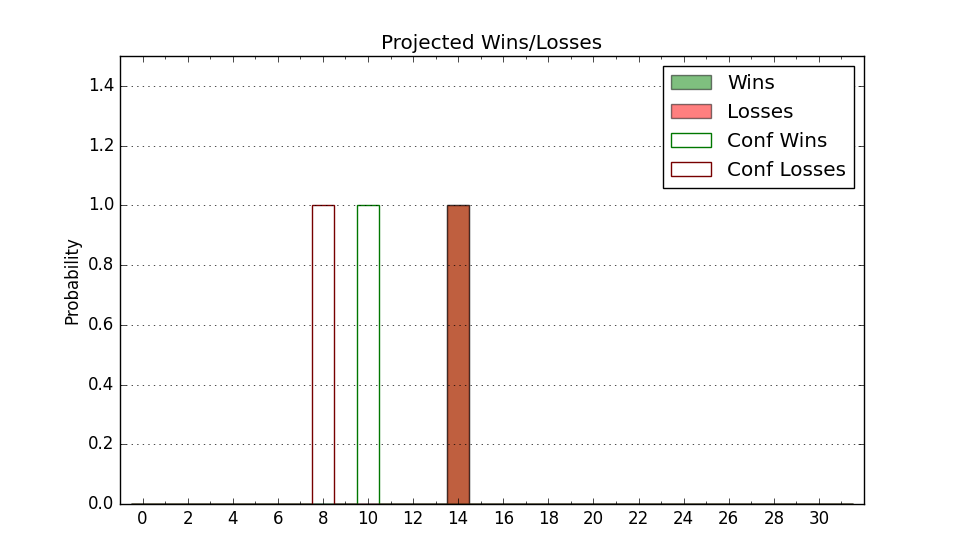 Projected Wins/Losses
1.4
1.2
1.0
0.8
0.6
0.4
0.2
0.0
Probability
Wins
Losses
Conf Wins
Conf Losses
0 2 4 6 8 10 12 14 16 18 20 22 24 26 28 30